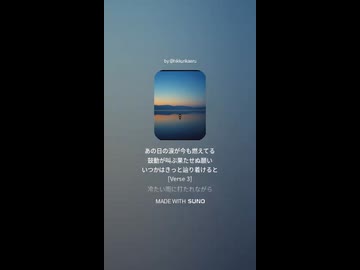 あの日の涙が今も燃えてる
鼓動が叫ぶ果たせぬ願い
いつかはきっと辿り着けると
[Verse 3]
冷たい雨に打たれながら
MADE WITH SUNO